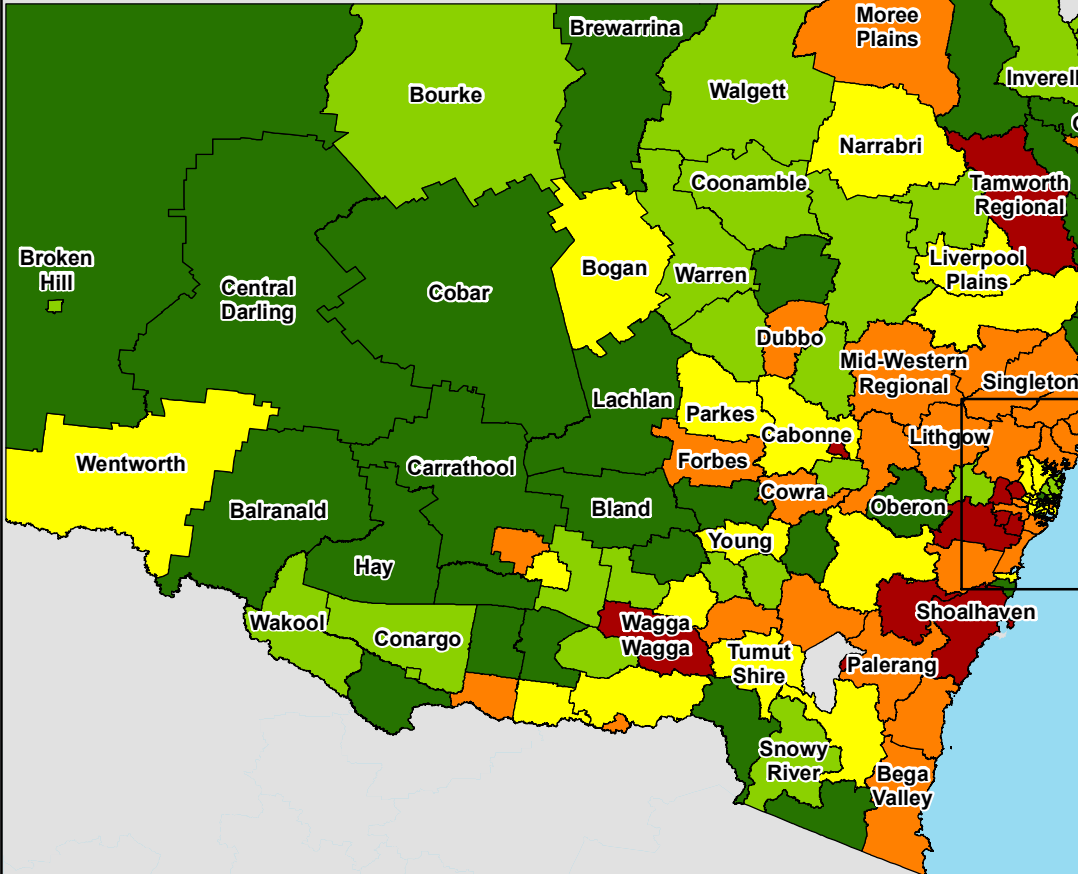 Moree
Plains
Brewarrina
Inverell
Bourke
Walgett
Narrabri
Coonamble
Tamworth
Regional
Broken
Hill
Central
Darling
Cobar
Bogan
Warren
Liverpool
Plains
Dubbo
Mid-Western
Regional
Singleton
Lachlan
Parkes
Cabonne
Lithgow
Wentworth
Carrathool
Forbes
Cowra
Balranald
Bland
Oberon
Young
Hay
Wakool
Conargo
Wagga
Wagga
Shoalhaven
Tumut
Shire
Palerang
Snowy
River
Bega
Valley